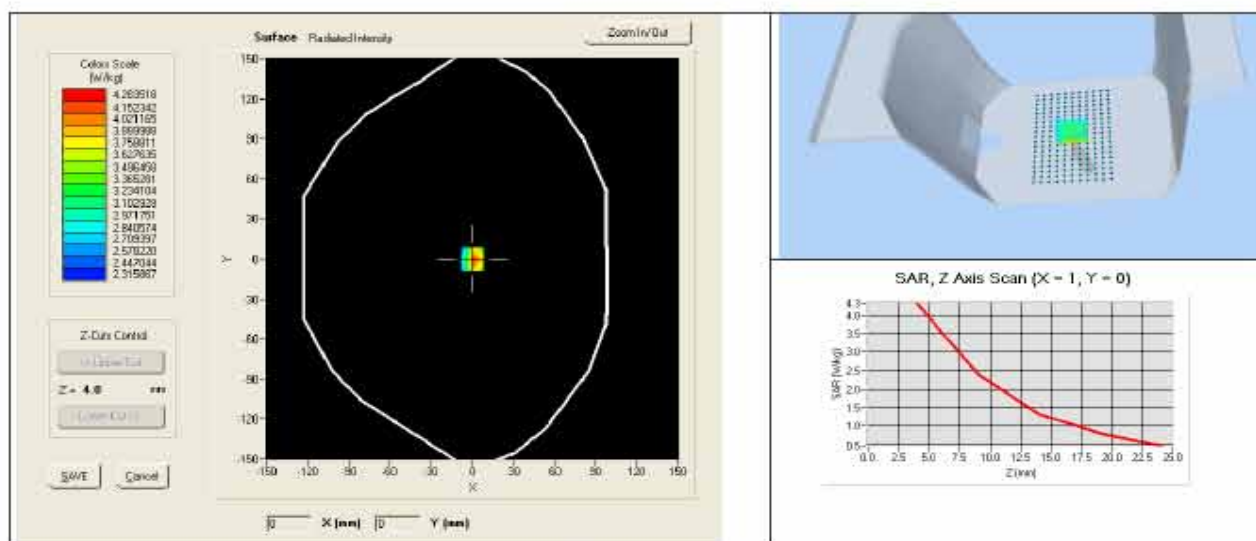 Surface Radiated Intensity
Zoom In/Out
Colors Scale
(W/kg)
4.283518
4.152342
4.021165
3.889988
3.758811
3.627635
3.496458
3.365281
3.234104
3.102928
2.971751
2.840574
2.709397
2.578220
2.447044
2.315867
Z-Cuts Control
Z = 4.0 mm
SAVE Cancel
150
120
90
60
30
0
-30
-60
-90
-120
-150
Y
-150 -120 -90 -60 -30 0 30 60 90 120 150
X
0 X (mm) 0 Y (mm)
SAR, Z Axis Scan (X = 1, Y = 0)
4.3
4.0
3.5
3.0
2.5
2.0
1.5
1.0
0.5
SAR (W/kg)
0.0 2.5 5.0 7.5 10.0 12.5 15.0 17.5 20.0 22.5 25.0
Z (mm)